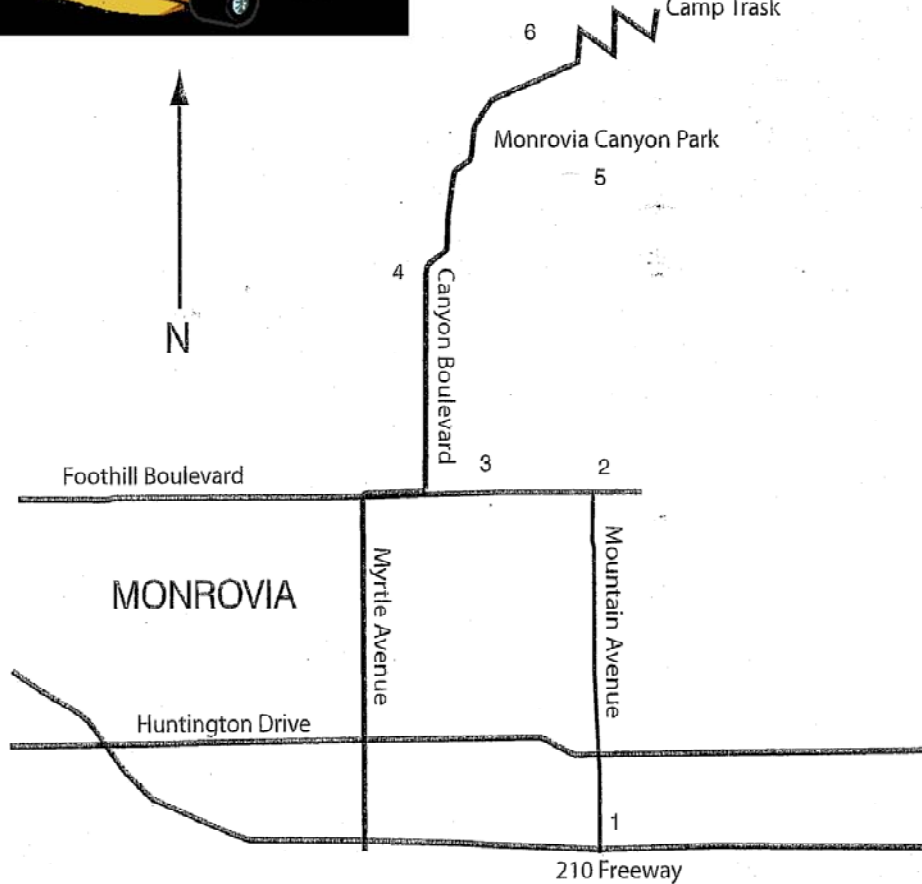 Camp Trask
6
Monrovia Canyon Park
5
4
N
Canyon Boulevard
3
2
Foothill Boulevard
Myrtle Avenue
Mountain Avenue
MONROVIA
Huntington Drive
1
210 Freeway